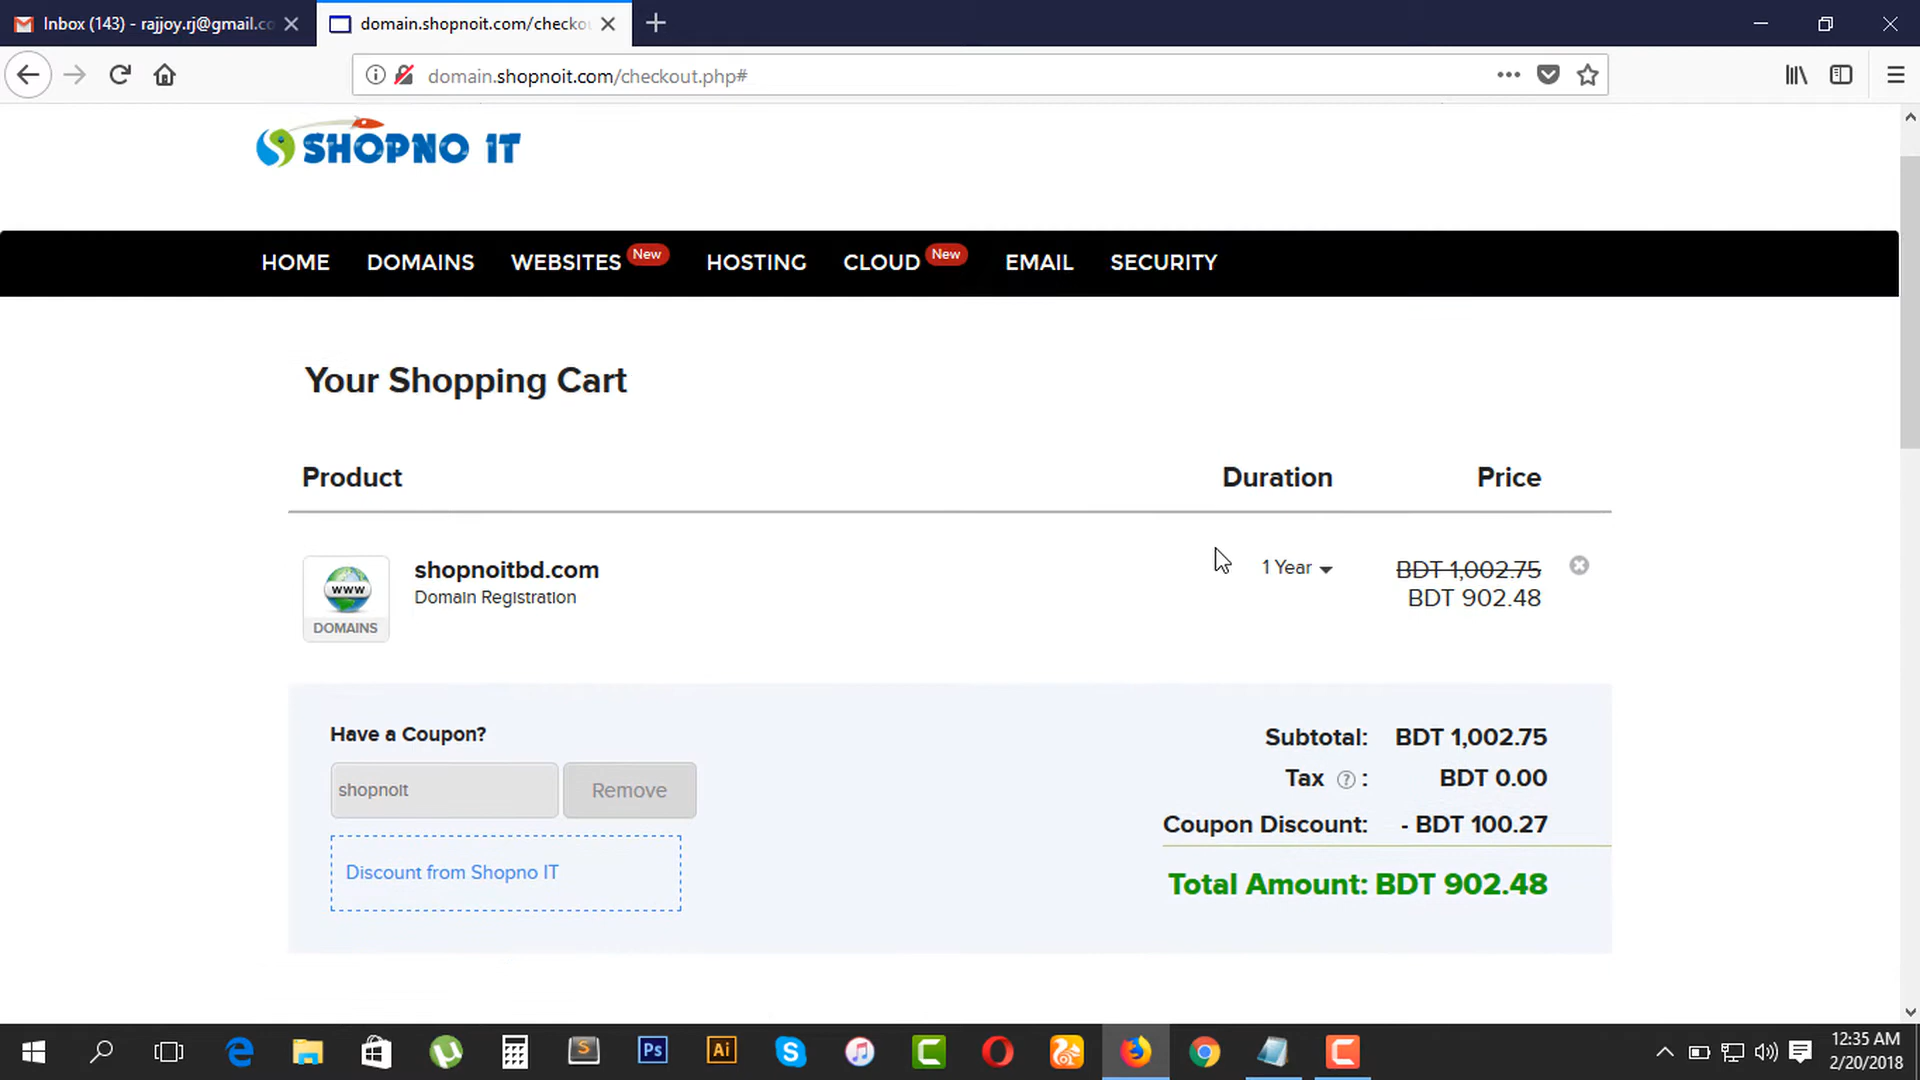 Inbox (143) - rajjoy.rj@gmail.co
domain.shopnoit.com/checko
domain.shopnoit.com/checkout.php#
SHOPNO IT
HOME DOMAINS WEBSITES New HOSTING CLOUD New EMAIL SECURITY
Your Shopping Cart
Product Duration Price
shopnoitbd.com 1 Year BDT 1,002.75
Domain Registration BDT 902.48
WWW
DOMAINS
Have a Coupon? Subtotal: BDT 1,002.75
shopnoit Remove Tax ? : BDT 0.00
Coupon Discount: - BDT 100.27
Discount from Shopno IT Total Amount: BDT 902.48
S Ps Ai
12:35 AM
2/20/2018